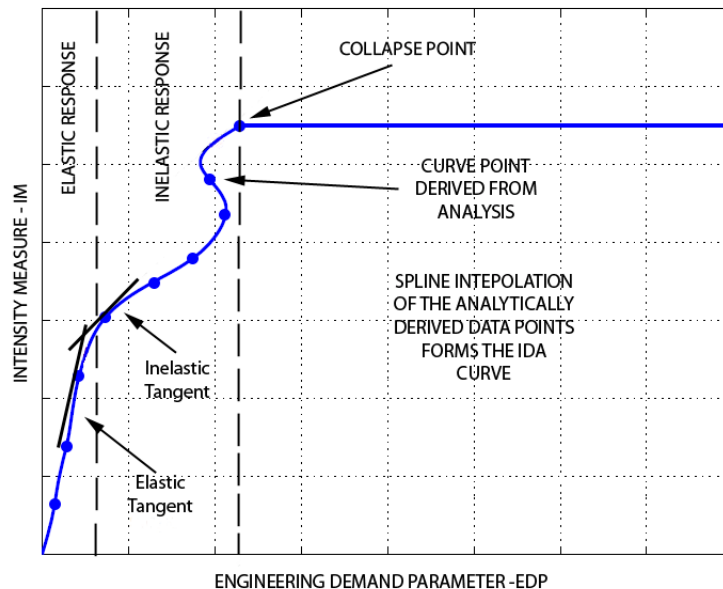 COLLAPSE POINT
ELASTIC RESPONSE
INELASTIC RESPONSE
CURVE POINT
DERIVED FROM
ANALYSIS
INTENSITY MEASURE - IM
SPLINE INTEPOLATION
OF THE ANALYTICALLY
DERIVED DATA POINTS
FORMS THE IDA
CURVE
Inelastic
Tangent
Elastic
Tangent
ENGINEERING DEMAND PARAMETER -EDP